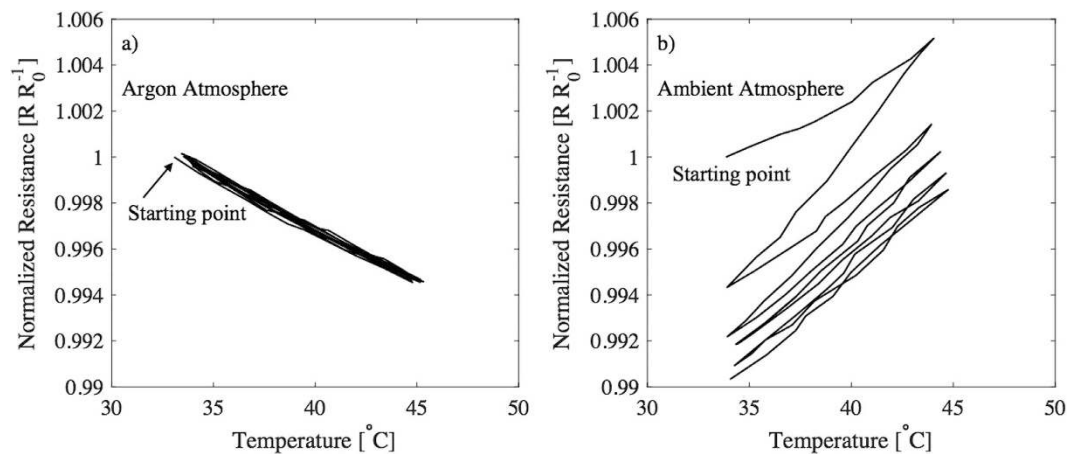 a)
Argon Atmosphere
Starting point
1.006
1.004
1.002
1
0.998
0.996
0.994
0.992
0.99
30
35
40
45
50
Normalized Resistance [R R₀⁻¹]
Temperature [°C]
b)
Ambient Atmosphere
Starting point
1.006
1.004
1.002
1
0.998
0.996
0.994
0.992
0.99
30
35
40
45
50
Normalized Resistance [R R₀⁻¹]
Temperature [°C]